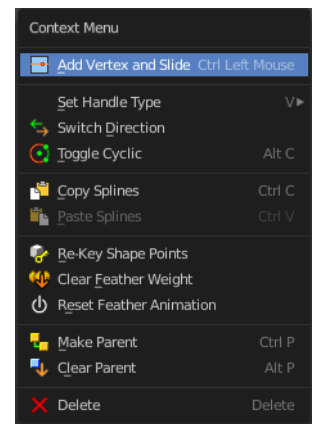 Context Menu
Add Vertex and Slide Ctrl Left Mouse
Set Handle Type V
Switch Direction
Toggle Cyclic Alt C
Copy Splines Ctrl C
Paste Splines Ctrl V
Re-Key Shape Points
Clear Feather Weight
Reset Feather Animation
Make Parent Ctrl P
Clear Parent Alt P
Delete Delete